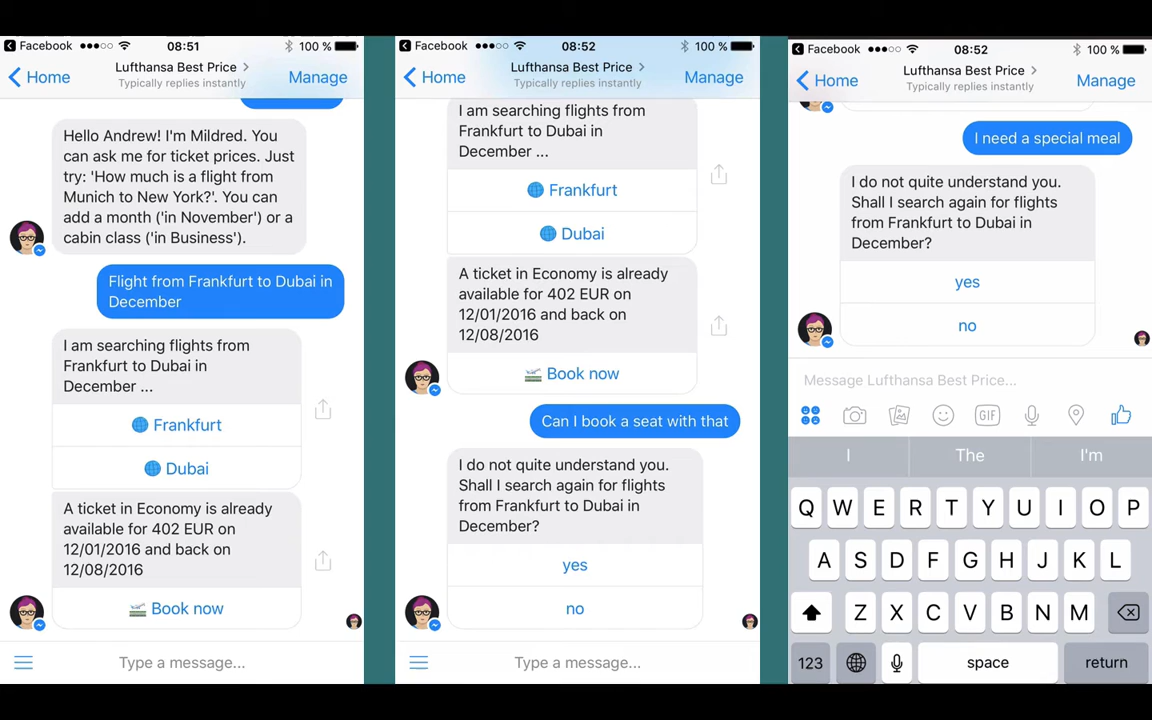 Facebook 08:51 100 %
Home Lufthansa Best Price Manage
Typically replies instantly
Hello Andrew! I'm Mildred. You
can ask me for ticket prices. Just
try: 'How much is a flight from
Munich to New York?'. You can
add a month ('in November') or a
cabin class ('in Business').
Flight from Frankfurt to Dubai in
December
I am searching flights from
Frankfurt to Dubai in
December ...
Frankfurt
Dubai
A ticket in Economy is already
available for 402 EUR on
12/01/2016 and back on
12/08/2016
Book now
Type a message...
Facebook 08:52 100 %
Home Lufthansa Best Price Manage
Typically replies instantly
I am searching flights from
Frankfurt to Dubai in
December ...
Frankfurt
Dubai
A ticket in Economy is already
available for 402 EUR on
12/01/2016 and back on
12/08/2016
Book now
Can I book a seat with that
I do not quite understand you.
Shall I search again for flights
from Frankfurt to Dubai in
December?
yes
no
Type a message...
Facebook 08:52 100 %
Home Lufthansa Best Price Manage
Typically replies instantly
I need a special meal
I do not quite understand you.
Shall I search again for flights
from Frankfurt to Dubai in
December?
yes
no
Message Lufthansa Best Price...
GIF
I The I'm
Q W E R T Y U I O P
A S D F G H J K L
Z X C V B N M
123 space return